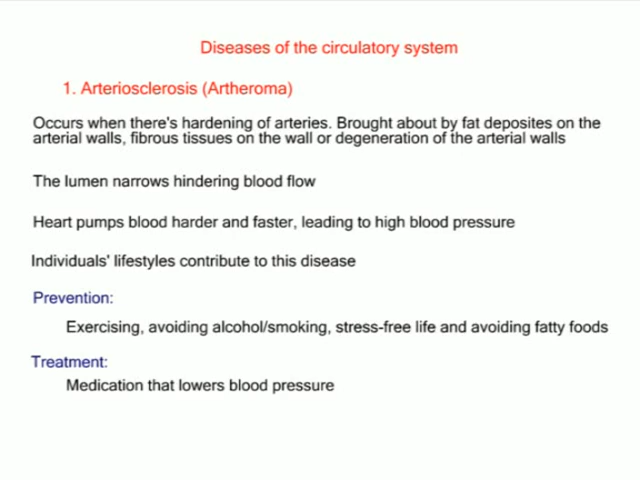 Diseases of the circulatory system
1. Arteriosclerosis (Artheroma)
Occurs when there's hardening of arteries. Brought about by fat deposites on the
arterial walls, fibrous tissues on the wall or degeneration of the arterial walls
The lumen narrows hindering blood flow
Heart pumps blood harder and faster, leading to high blood pressure
Individuals' lifestyles contribute to this disease
Prevention:
Exercising, avoiding alcohol/smoking, stress-free life and avoiding fatty foods
Treatment:
Medication that lowers blood pressure